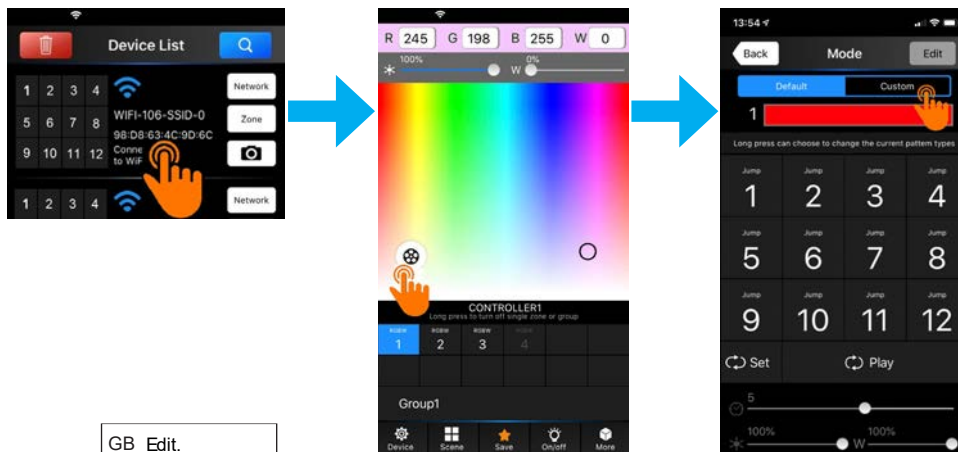 Device List
1 2 3 4
Network
WIFI-106-SSID-0
5 6 7 8
Zone
98:D8:63:4C:9D:6C
9 10 11 12
to WiF
1 2 3 4
Network
GB Edit.
R 245 G 198 B 255 W 0
100% W 0%
CONTROLLER1
Long press to turn off single zone or group
RGBW RGBW RGBW RGBW
1 2 3 4
Group1
Device Scene Save On/off More
13:54
Back Mode Edit
Default Custom
1
Long press can choose to change the current pattern types
Jump Jump Jump Jump
1 2 3 4
Jump Jump Jump Jump
5 6 7 8
Jump Jump Jump Jump
9 10 11 12
Set Play
5
100% W 100%